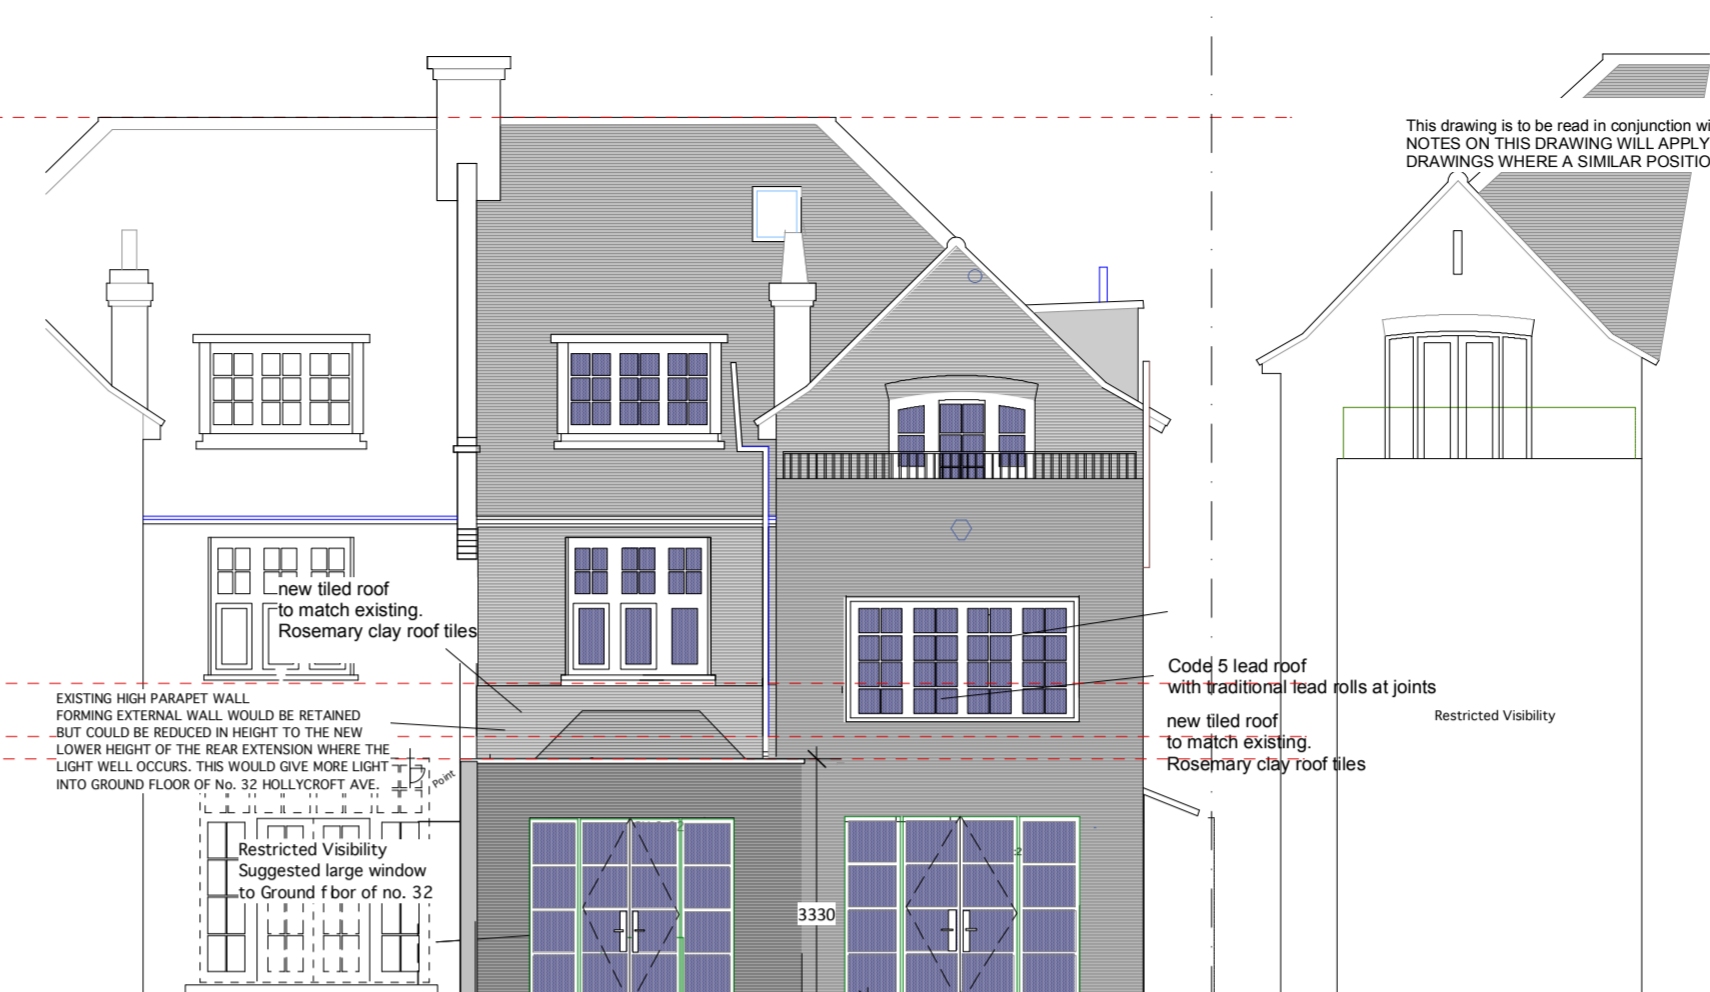 This drawing is to be read in conjunction wi
NOTES ON THIS DRAWING WILL APPLY
DRAWINGS WHERE A SIMILAR POSITIO
new tiled roof
to match existing.
Rosemary clay roof tiles
EXISTING HIGH PARAPET WALL
FORMING EXTERNAL WALL WOULD BE RETAINED
BUT COULD BE REDUCED IN HEIGHT TO THE NEW
LOWER HEIGHT OF THE REAR EXTENSION WHERE THE
LIGHT WELL OCCURS. THIS WOULD GIVE MORE LIGHT
INTO GROUND FLOOR OF No. 32 HOLLYCROFT AVE.
Point
Code 5 lead roof
with traditional lead rolls at joints
new tiled roof
to match existing.
Rosemary clay roof tiles
Restricted Visibility
Restricted Visibility
Suggested large window
to Ground floor of no. 32
3330